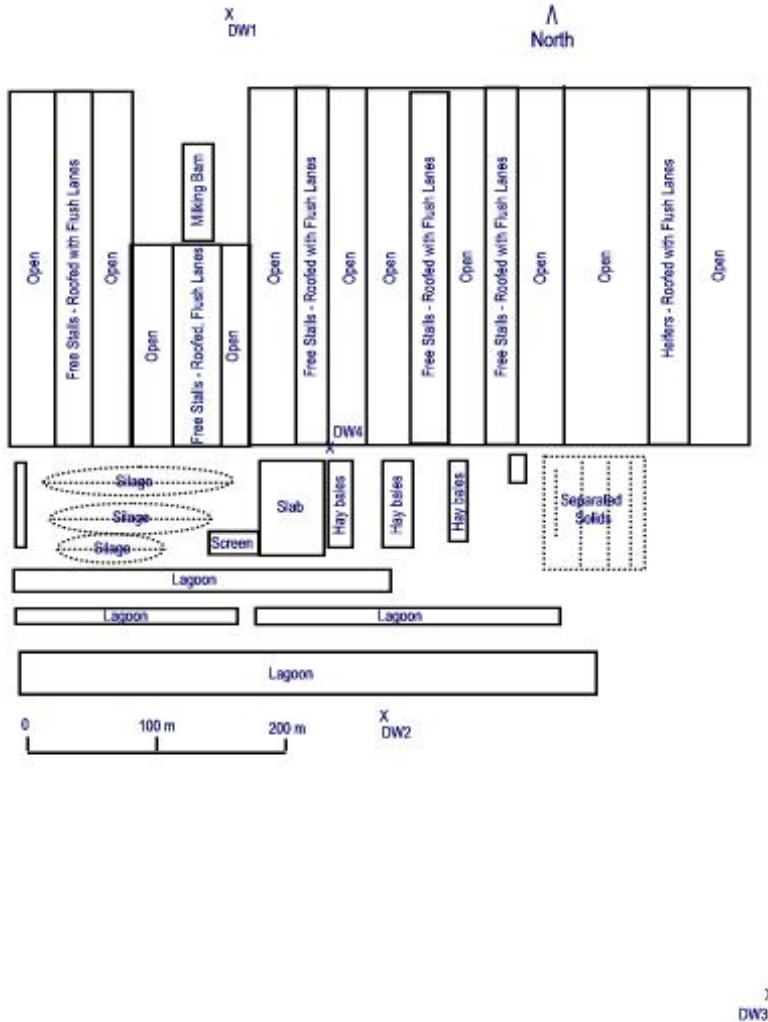 X
DW1
North
Open
Free Stalls - Roofed with Flush Lanes
Open
Milking Barn
Open
Free Stalls - Roofed, Flush Lanes
Open
Open
Free Stalls - Roofed with Flush Lanes
Open
Open
Free Stalls - Roofed with Flush Lanes
Open
Free Stalls - Roofed with Flush Lanes
Open
Open
Heifers - Roofed with Flush Lanes
Open
DW4
X
Silage
Silage
Silage
Screen
Slab
Hay bales
Hay bales
Hay bales
Separated
Solids
Lagoon
Lagoon
Lagoon
Lagoon
0
100 m
200 m
X
DW2
X
DW3